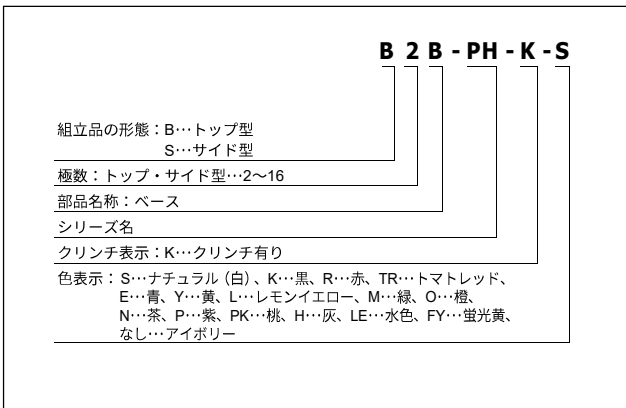 B 2 B - PH - K - S
組立品の形態：B…トップ型
S…サイド型
極数：トップ・サイド型…2～16
部品名称：ベース
シリーズ名
クリンチ表示：K…クリンチ有り
色表示：S…ナチュラル（白）、K…黒、R…赤、TR…トマトレッド、
E…青、Y…黄、L…レモンイエロー、M…緑、O…橙、
N…茶、P…紫、PK…桃、H…灰、LE…水色、FY…蛍光黄、
なし…アイボリー